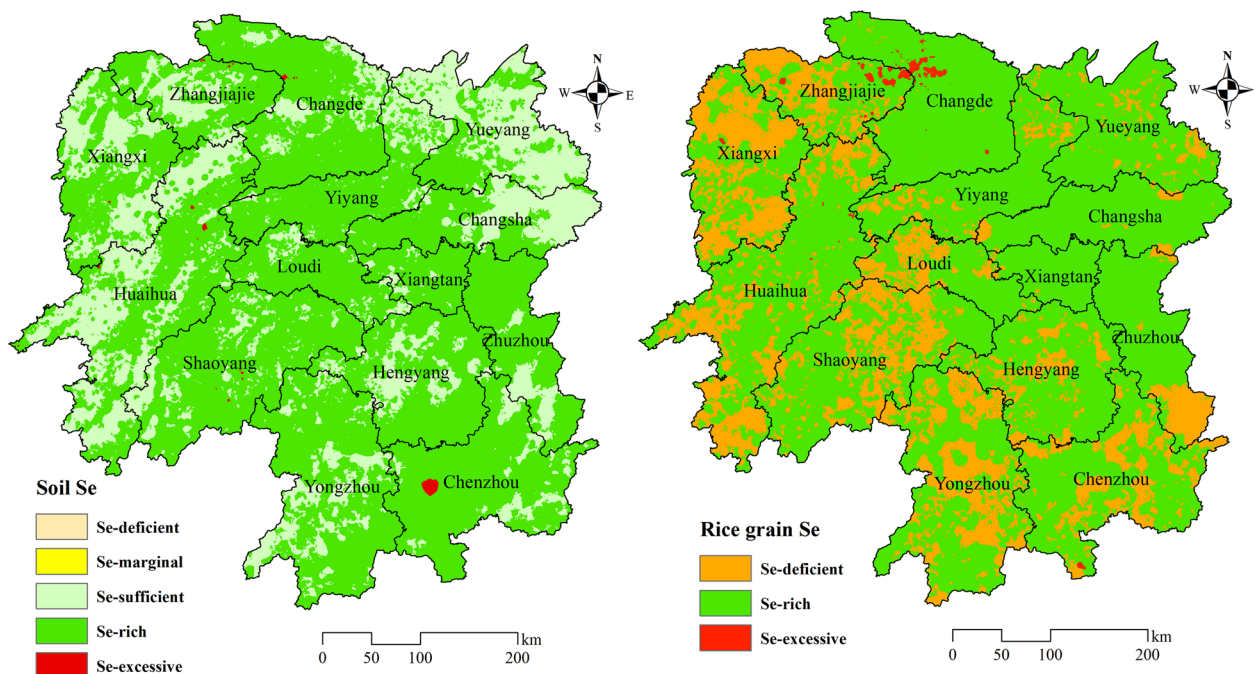 N
W
E
S
Zhangjiajie
Changde
Yueyang
Xiangxi
Yiyang
Changsha
Loudi
Xiangtan
Huaihua
Zhuzhou
Shaoyang
Hengyang
Yongzhou
Chenzhou
Soil Se
Se-deficient
Se-marginal
Se-sufficient
Se-rich
Se-excessive
km
0 50 100 200
N
W
E
S
Zhangjiajie
Changde
Yueyang
Xiangxi
Yiyang
Changsha
Loudi
Xiangtan
Huaihua
Zhuzhou
Shaoyang
Hengyang
Yongzhou
Chenzhou
Rice grain Se
Se-deficient
Se-rich
Se-excessive
km
0 50 100 200